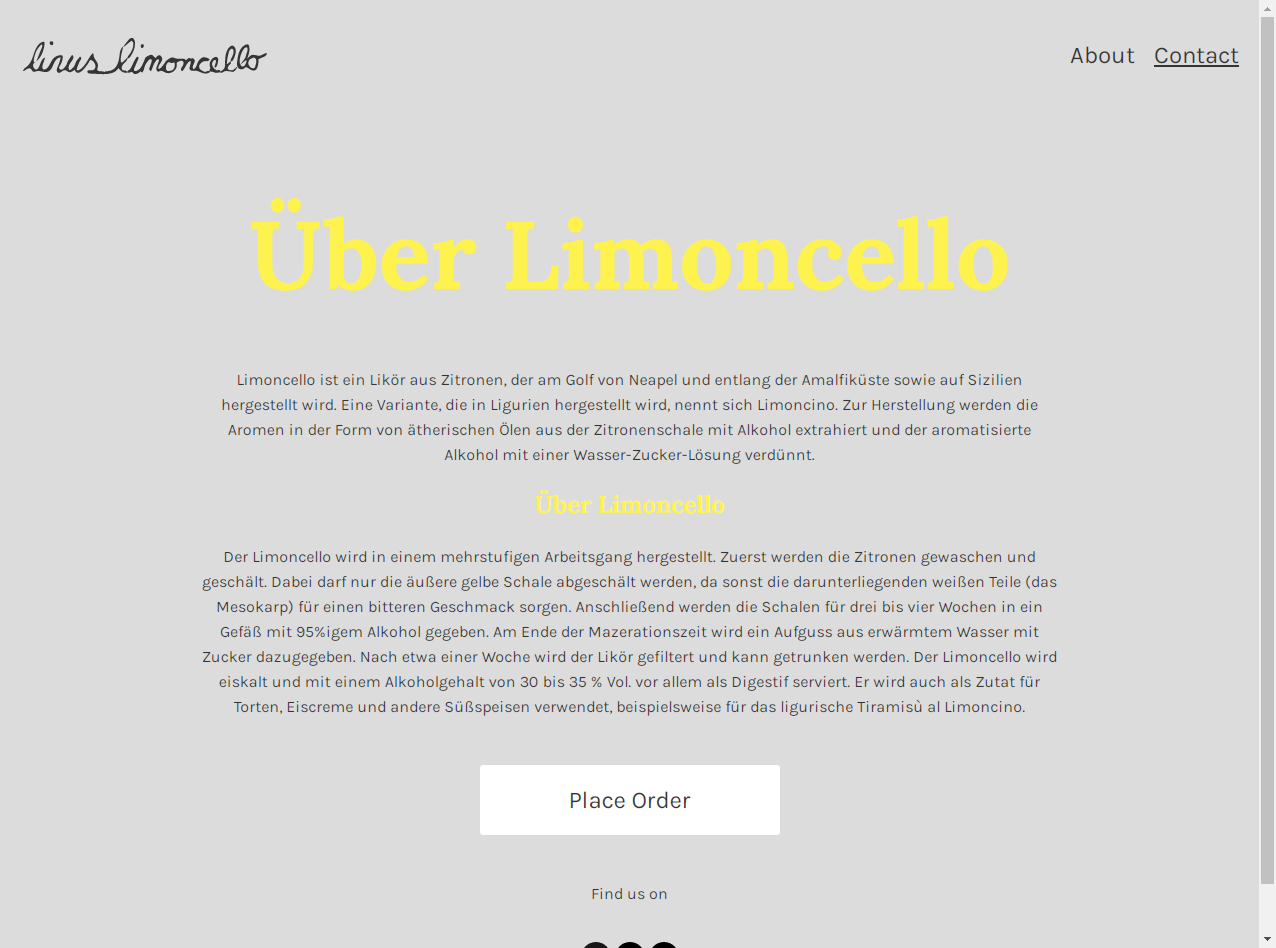 linus limoncello
About Contact
Über Limoncello
Limoncello ist ein Likör aus Zitronen, der am Golf von Neapel und entlang der Amalfiküste sowie auf Sizilien
hergestellt wird. Eine Variante, die in Ligurien hergestellt wird, nennt sich Limoncino. Zur Herstellung werden die
Aromen in der Form von ätherischen Ölen aus der Zitronenschale mit Alkohol extrahiert und der aromatisierte
Alkohol mit einer Wasser-Zucker-Lösung verdünnt.
Über Limoncello
Der Limoncello wird in einem mehrstufigen Arbeitsgang hergestellt. Zuerst werden die Zitronen gewaschen und
geschält. Dabei darf nur die äußere gelbe Schale abgeschält werden, da sonst die darunterliegenden weißen Teile (das
Mesokarp) für einen bitteren Geschmack sorgen. Anschließend werden die Schalen für drei bis vier Wochen in ein
Gefäß mit 95%igem Alkohol gegeben. Am Ende der Mazerationszeit wird ein Aufguss aus erwärmtem Wasser mit
Zucker dazugegeben. Nach etwa einer Woche wird der Likör gefiltert und kann getrunken werden. Der Limoncello wird
eiskalt und mit einem Alkoholgehalt von 30 bis 35 % Vol. vor allem als Digestif serviert. Er wird auch als Zutat für
Torten, Eiscreme und andere Süßspeisen verwendet, beispielsweise für das ligurische Tiramisù al Limoncino.
Place Order
Find us on